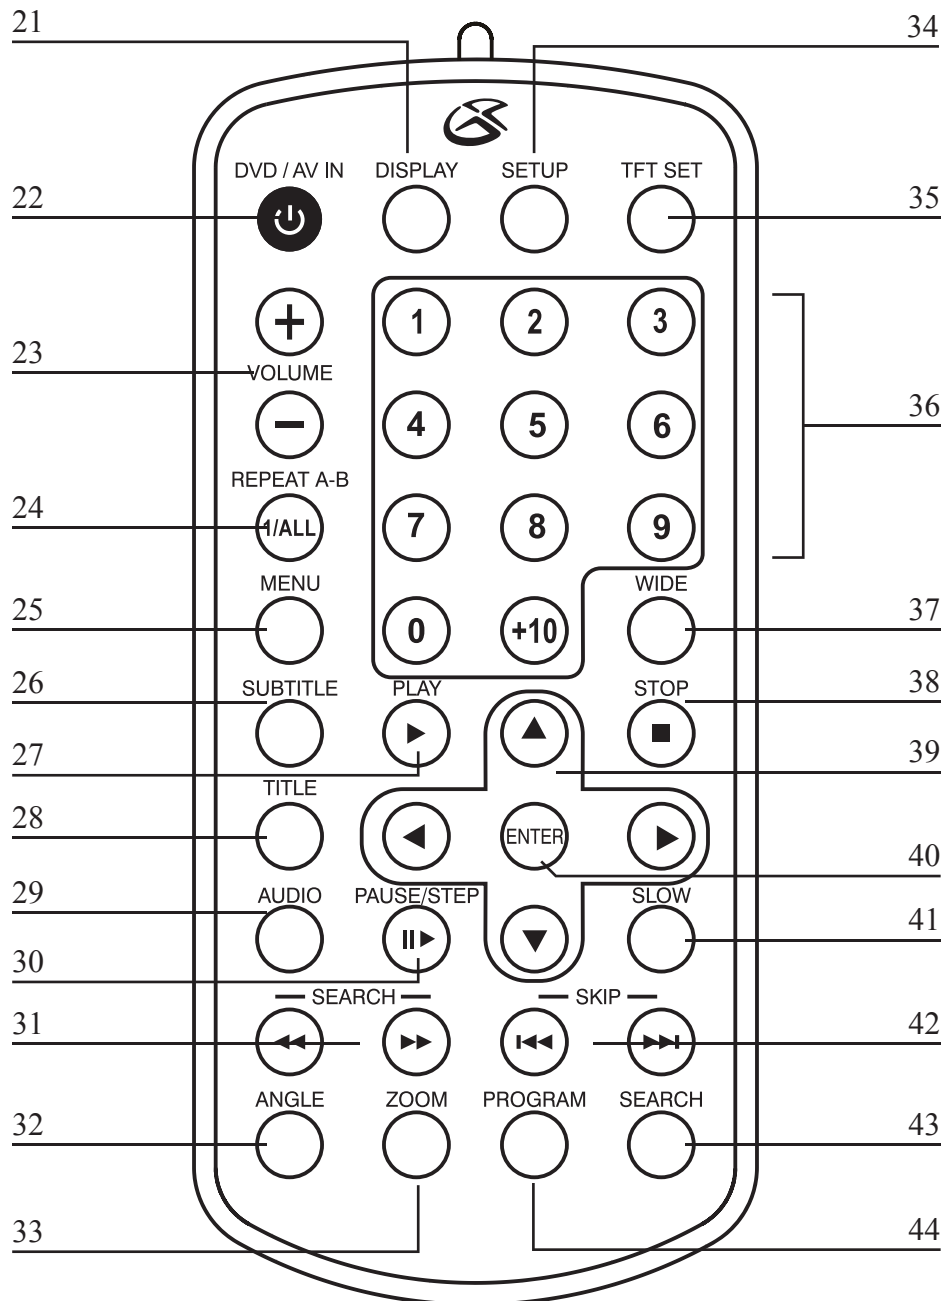 21
34
DVD / AV IN
DISPLAY
SETUP
TFT SET
22
35
1
2
3
23
VOLUME
36
4
5
6
REPEAT A-B
24
1/ALL
7
8
9
MENU
WIDE
25
37
0
+10
26
SUBTITLE
PLAY
STOP
38
27
39
TITLE
28
ENTER
40
29
AUDIO
PAUSE/STEP
SLOW
41
30
SEARCH
SKIP
31
42
ANGLE
ZOOM
PROGRAM
SEARCH
32
43
33
44